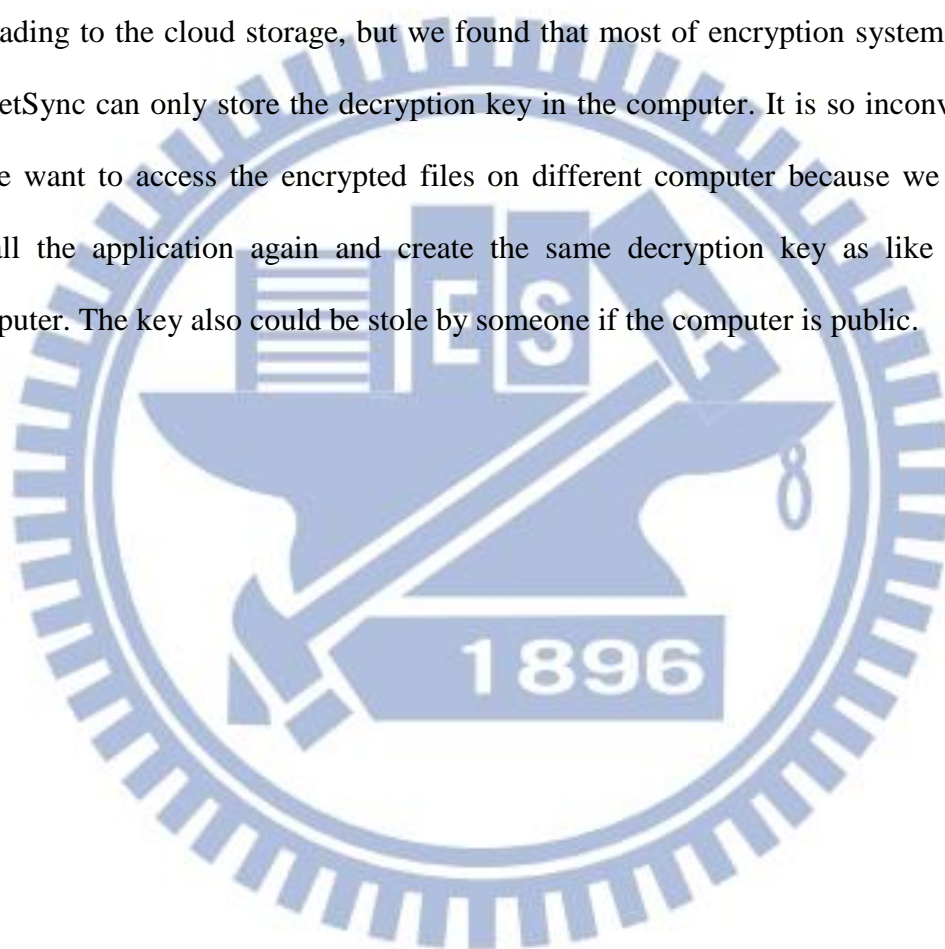 ading to the cloud storage, but we found that most of encryption system
etSync can only store the decryption key in the computer. It is so inconv
e want to access the encrypted files on different computer because we
all the application again and create the same decryption key as like
puter. The key also could be stole by someone if the computer is public.
E S A
8
1896